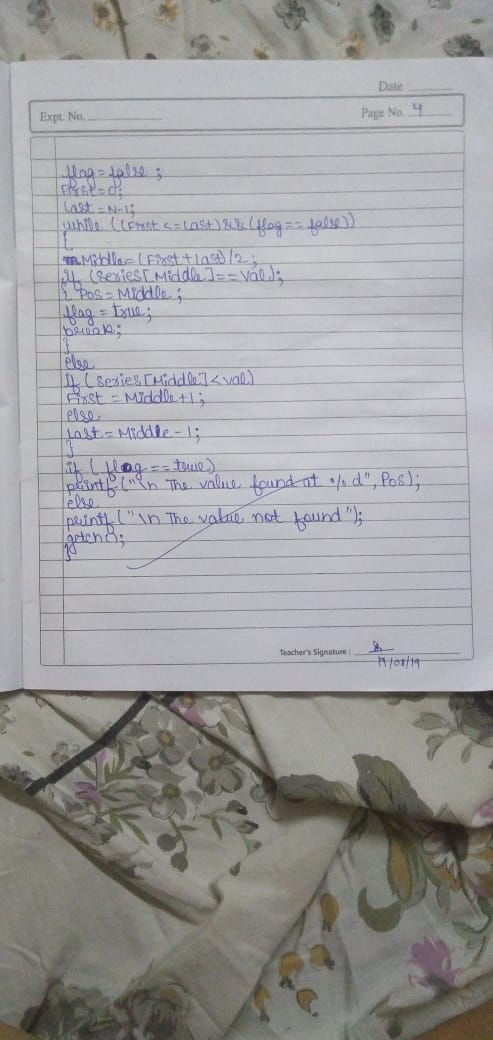 Date
Expt. No.
Page No. 4
flag = false ;
First = 0;
Last = N-1;
while ((First <= Last) && (flag == false))
{
Middle = (First + Last) /2;
if (series [Middle] == val);
{ Pos = Middle ;
flag = true;
break;
}
else
if ( series [Middle] < val)
First = Middle +1 ;
else
Last = Middle - 1;
}
if ( flag == true)
printf ("\n The value found at % d", Pos);
else
printf ("\n The value not found ");
getch();
}
Teacher's Signature :
19/08/19